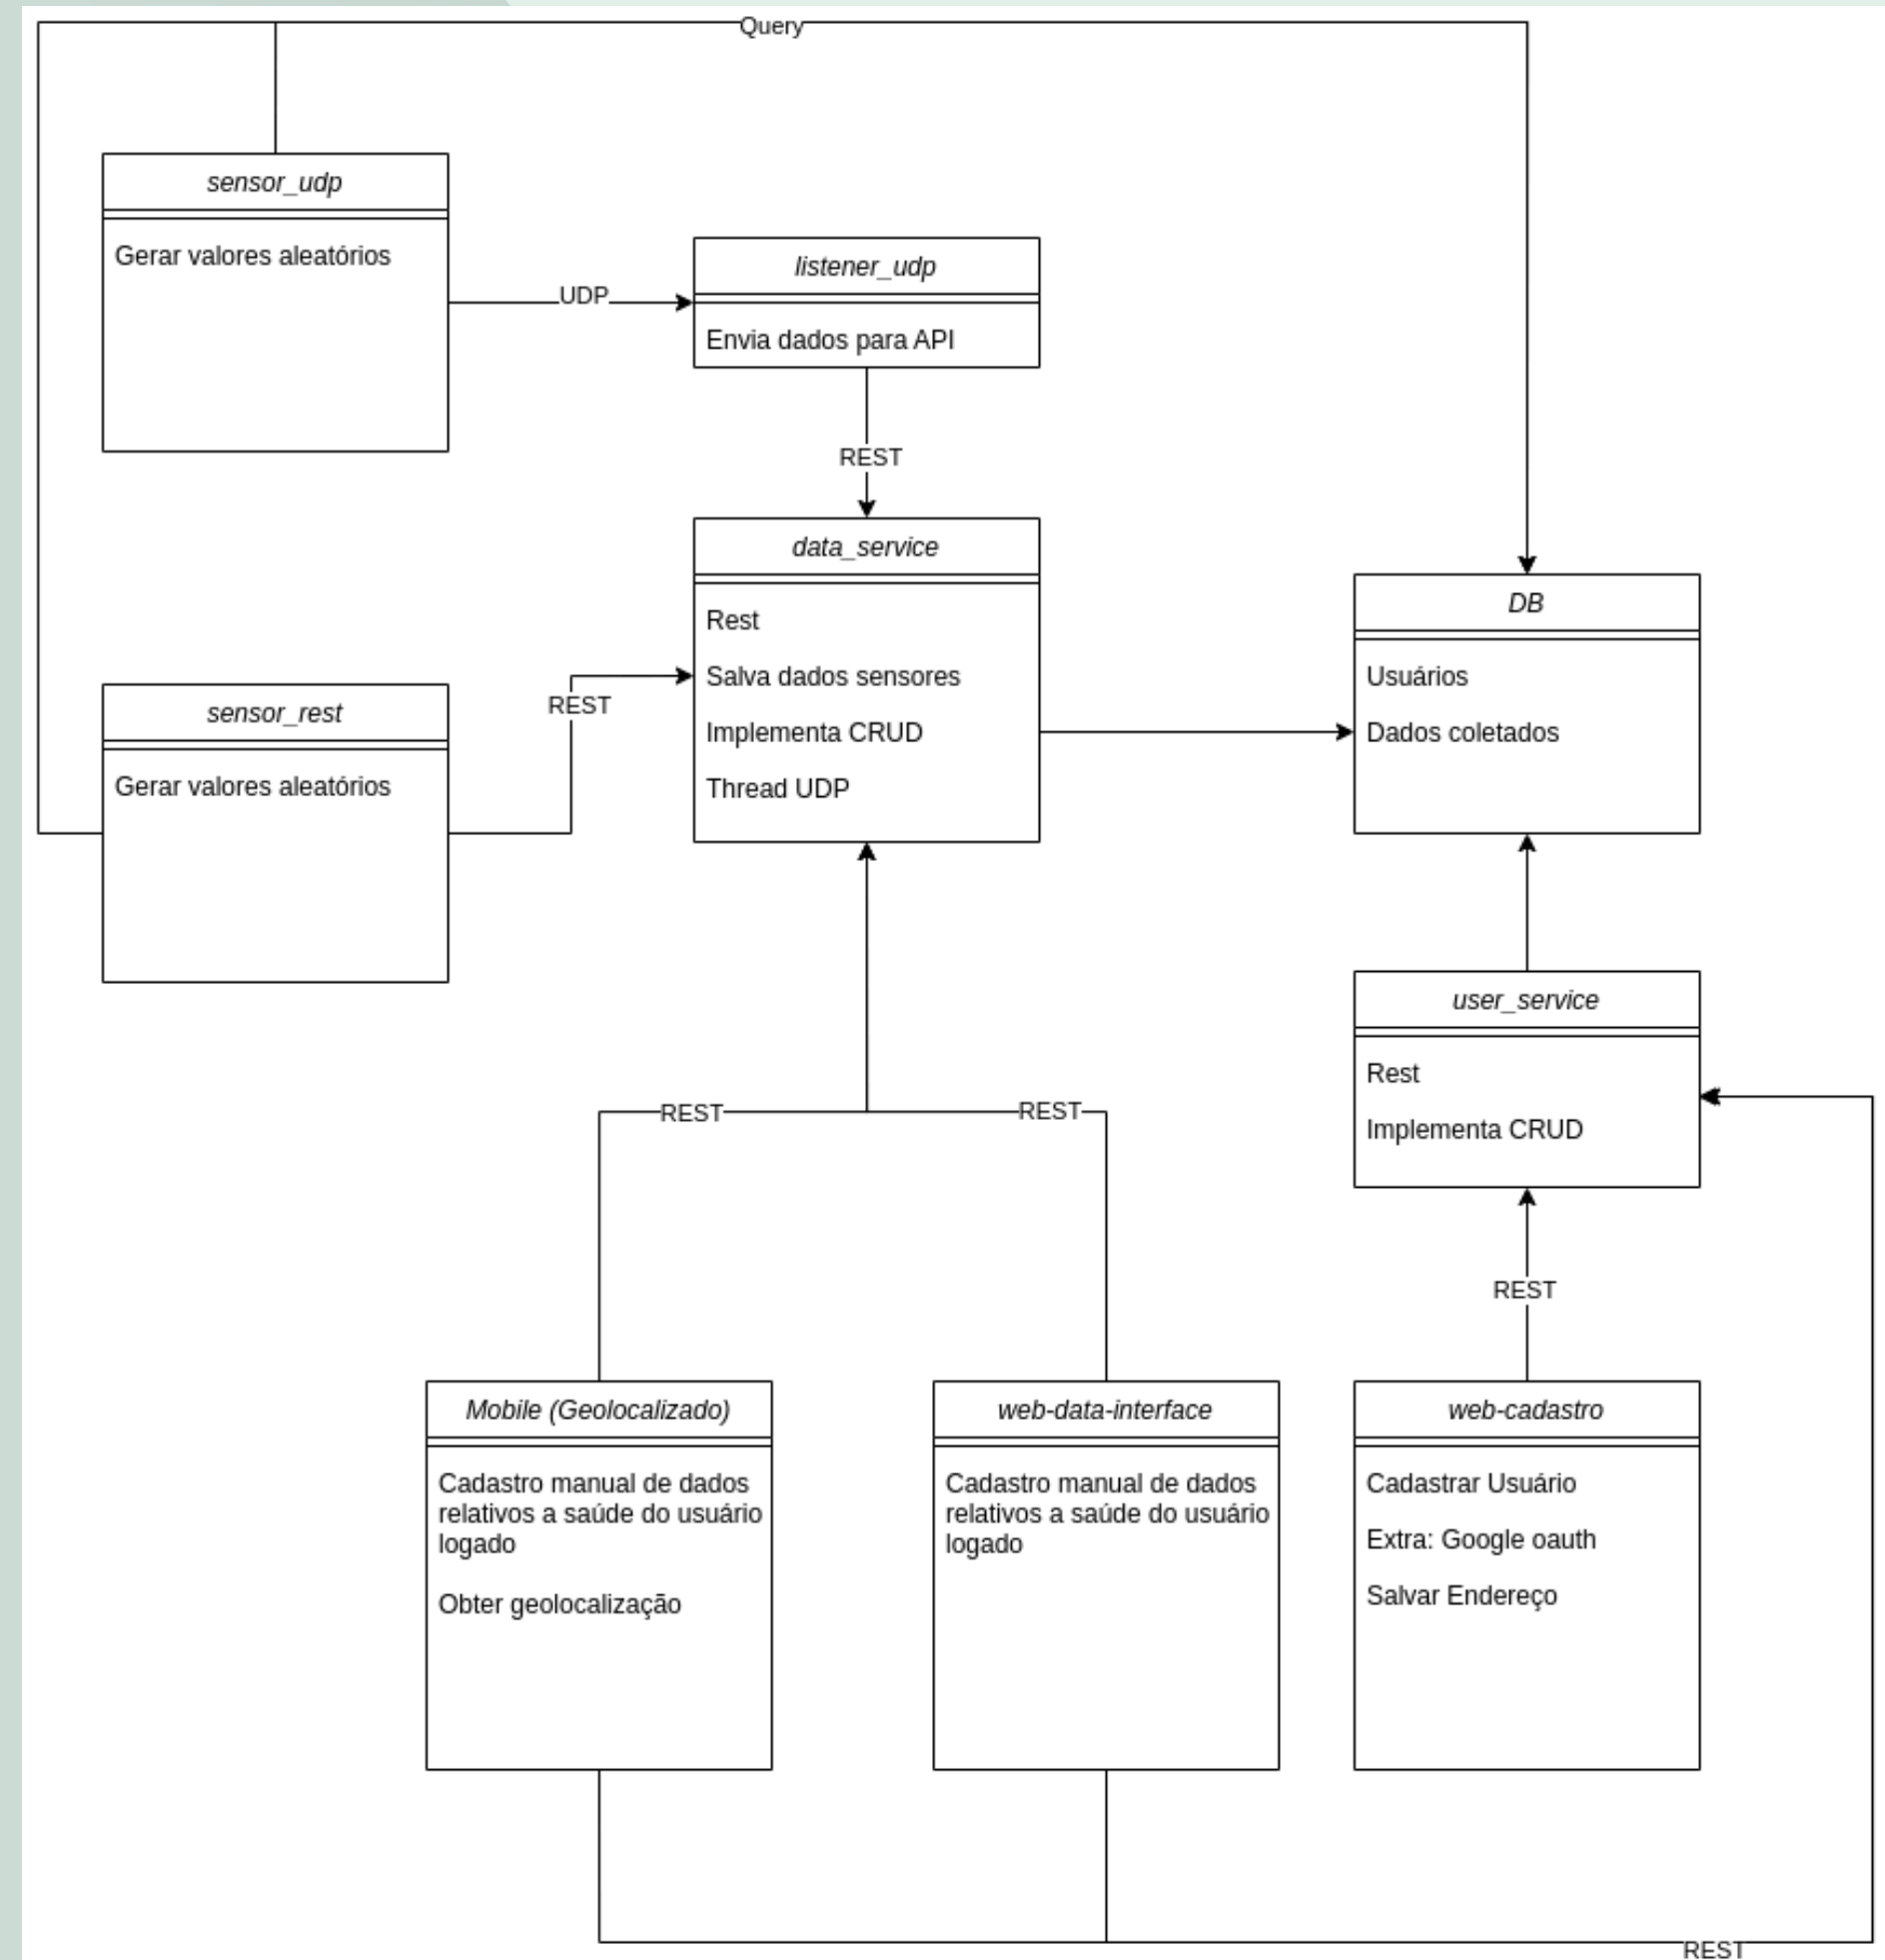 Query
sensor_udp
Gerar valores aleatórios
UDP
listener_udp
Envia dados para API
REST
data_service
Rest
Salva dados sensores
Implementa CRUD
Thread UDP
DB
Usuários
Dados coletados
sensor_rest
Gerar valores aleatórios
REST
user_service
Rest
Implementa CRUD
REST
REST
REST
Mobile (Geolocalizado)
Cadastro manual de dados
relativos a saúde do usuário
logado
Obter geolocalização
web-data-interface
Cadastro manual de dados
relativos a saúde do usuário
logado
web-cadastro
Cadastrar Usuário
Extra: Google oauth
Salvar Endereço
REST